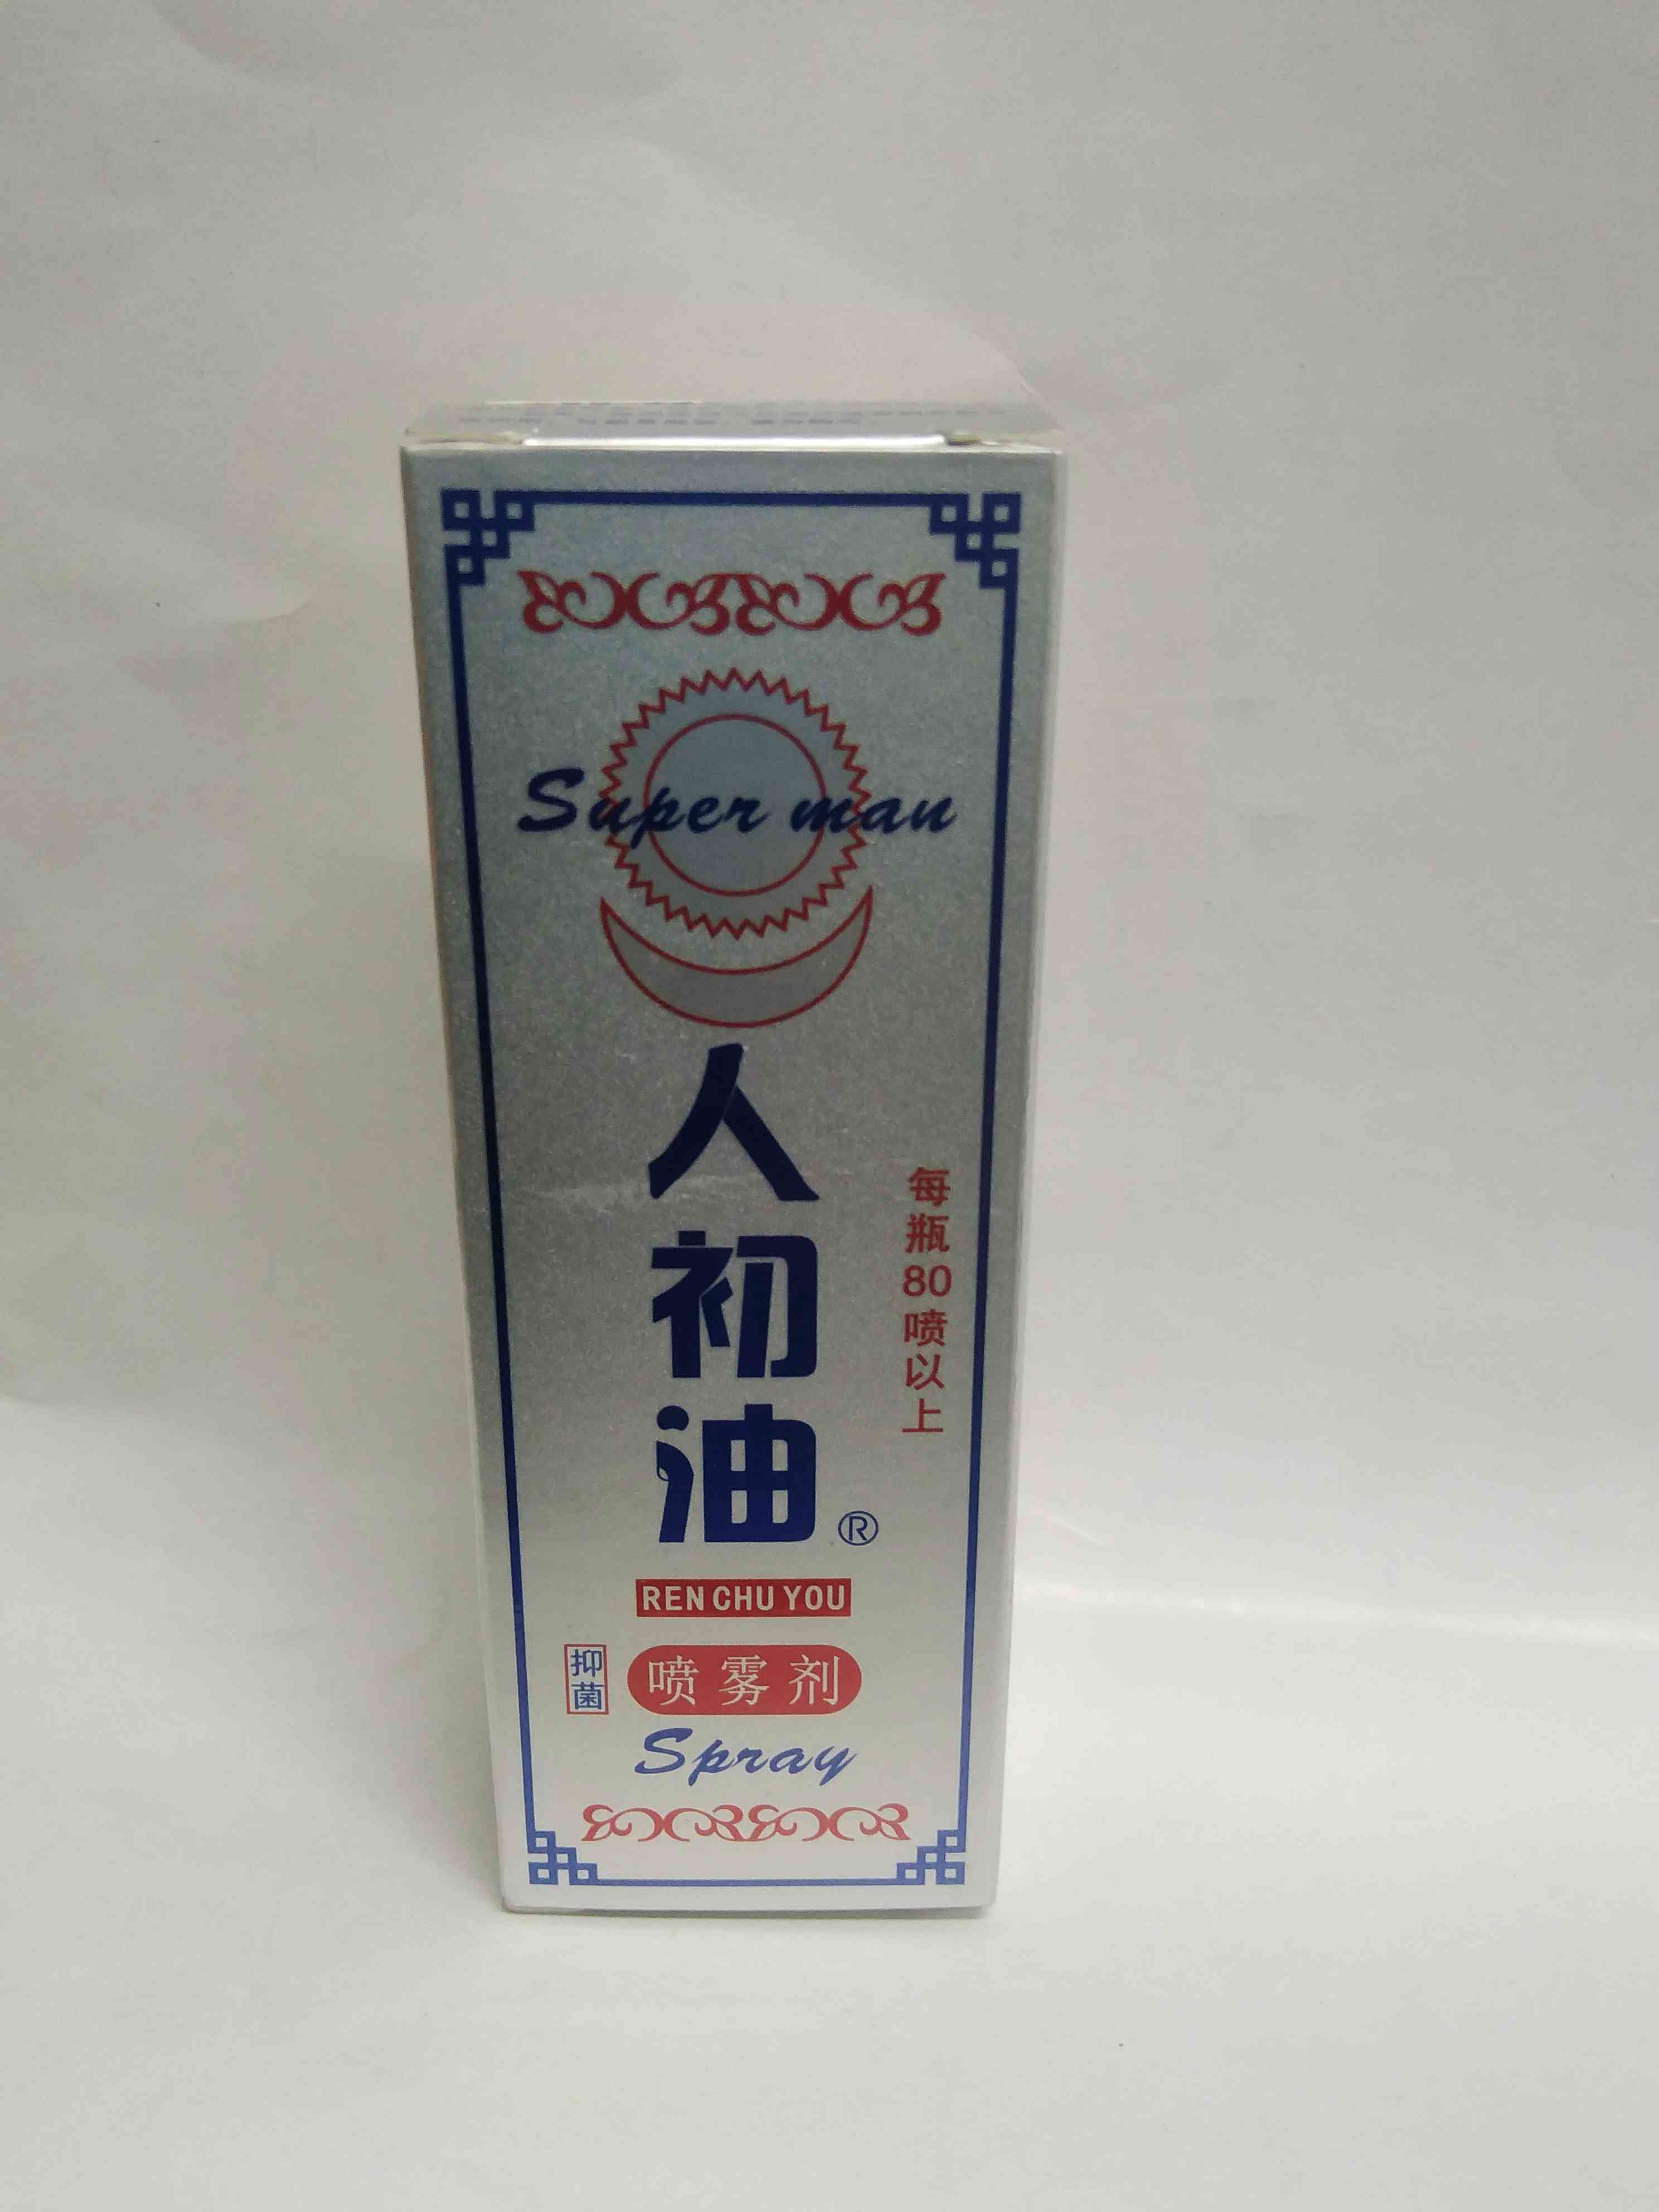 Super man
人初油®
每瓶80喷以上
REN CHU YOU
抑菌
喷雾剂
Spray